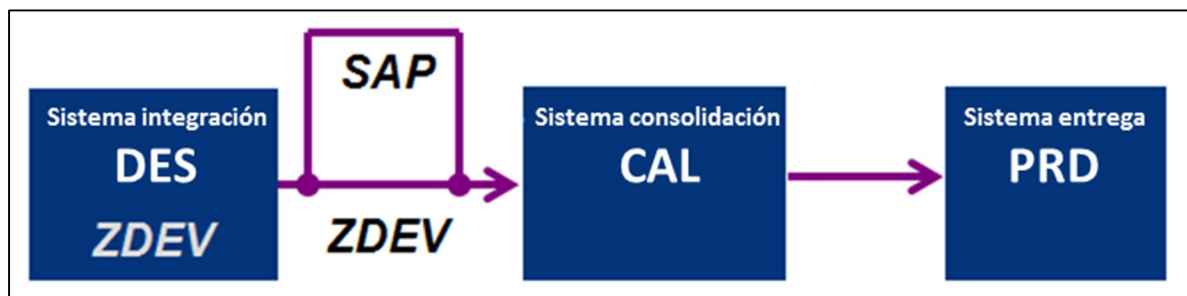 Sistema integración
DES
ZDEV
SAP
ZDEV
Sistema consolidación
CAL
Sistema entrega
PRD